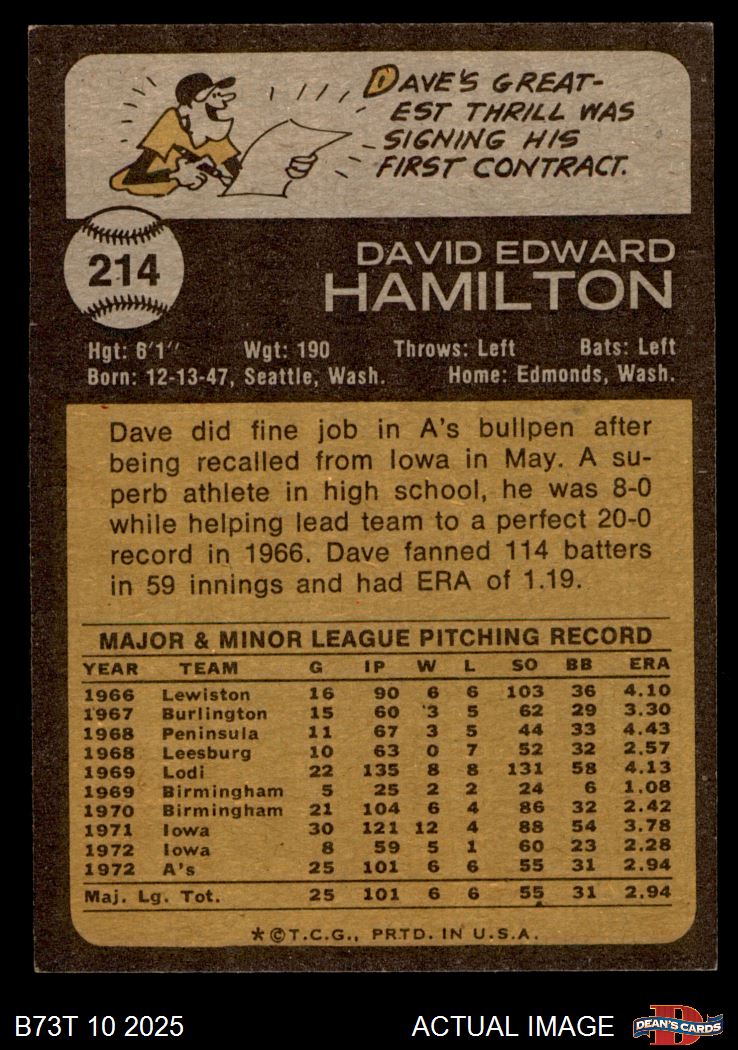 DAVE'S GREAT-
EST THRILL WAS
SIGNING HIS
FIRST CONTRACT.
214
DAVID EDWARD
HAMILTON
Hgt: 6'1" Wgt: 190 Throws: Left Bats: Left
Born: 12-13-47, Seattle, Wash. Home: Edmonds, Wash.
Dave did fine job in A's bullpen after
being recalled from Iowa in May. A su-
perb athlete in high school, he was 8-0
while helping lead team to a perfect 20-0
record in 1966. Dave fanned 114 batters
in 59 innings and had ERA of 1.19.
MAJOR & MINOR LEAGUE PITCHING RECORD
YEAR TEAM G IP W L SO BB ERA
1966 Lewiston 16 90 6 6 103 36 4.10
1967 Burlington 15 60 3 5 62 29 3.30
1968 Peninsula 11 67 3 5 44 33 4.43
1968 Leesburg 10 63 0 7 52 32 2.57
1969 Lodi 22 135 8 8 131 58 4.13
1969 Birmingham 5 25 2 2 24 6 1.08
1970 Birmingham 21 104 6 4 86 32 2.42
1971 Iowa 30 121 12 4 88 54 3.78
1972 Iowa 8 59 5 1 60 23 2.28
1972 A's 25 101 6 6 55 31 2.94
Maj. Lg. Tot. 25 101 6 6 55 31 2.94
*©T.C.G., PRTD. IN U.S.A.
B73T 10 2025 ACTUAL IMAGE D DEAN'S CARDS